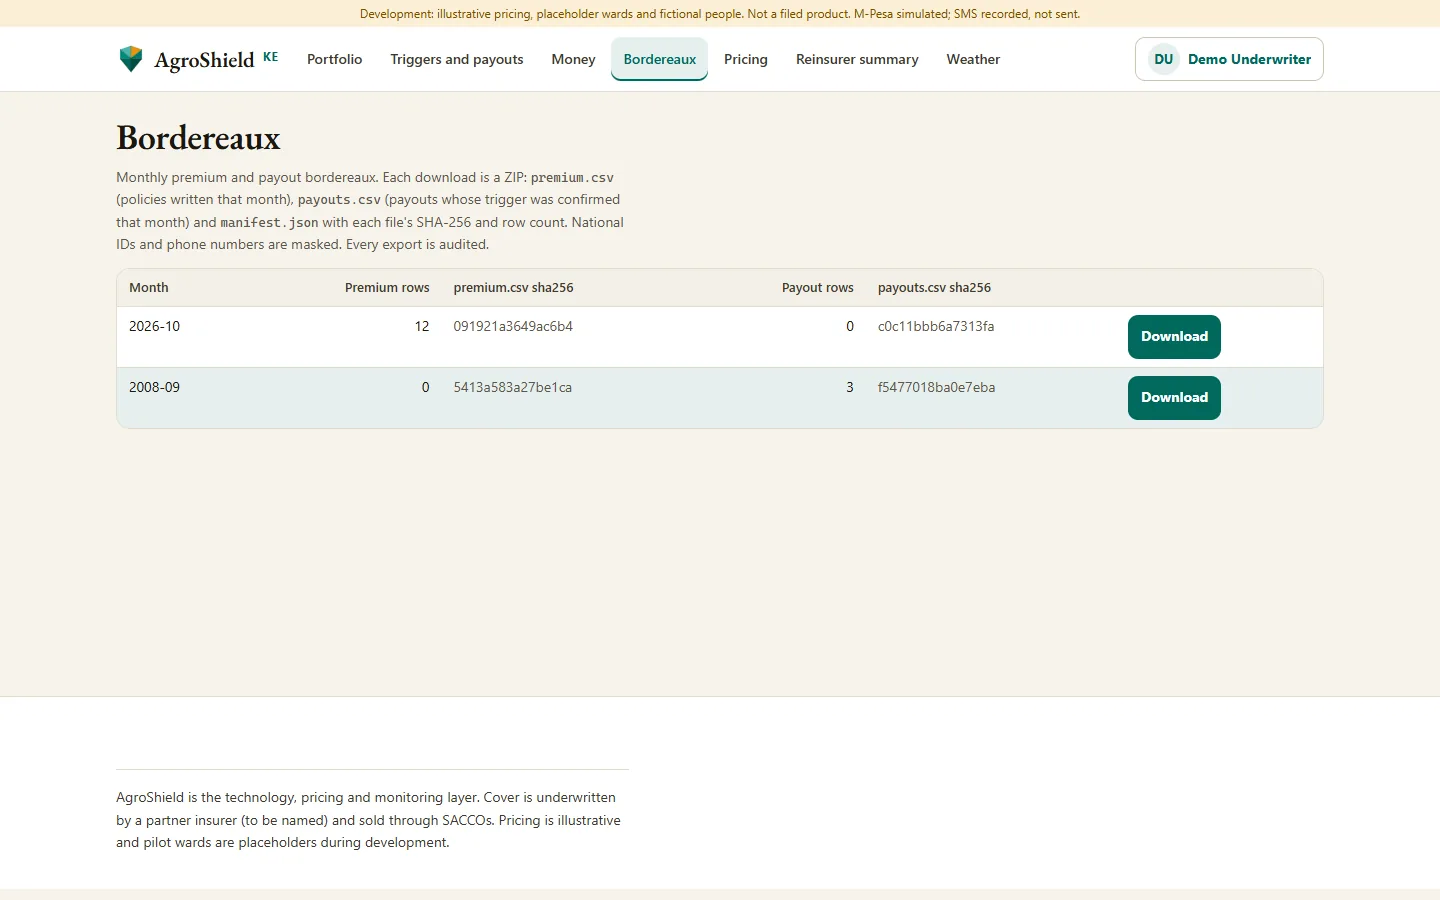 Development: illustrative pricing, placeholder wards and fictional people. Not a filed product. M-Pesa simulated; SMS recorded, not sent.
AgroShield KE Portfolio Triggers and payouts Money Bordereaux Pricing Reinsurer summary Weather DU Demo Underwriter
Bordereaux
Monthly premium and payout bordereaux. Each download is a ZIP: premium.csv
(policies written that month), payouts.csv (payouts whose trigger was confirmed
that month) and manifest.json with each file's SHA-256 and row count. National
IDs and phone numbers are masked. Every export is audited.
Month Premium rows premium.csv sha256 Payout rows payouts.csv sha256
2026-10 12 091921a3649ac6b4 0 c0c11bbb6a7313fa Download
2008-09 0 5413a583a27be1ca 3 f5477018ba0e7eba Download
AgroShield is the technology, pricing and monitoring layer. Cover is underwritten
by a partner insurer (to be named) and sold through SACCOs. Pricing is illustrative
and pilot wards are placeholders during development.